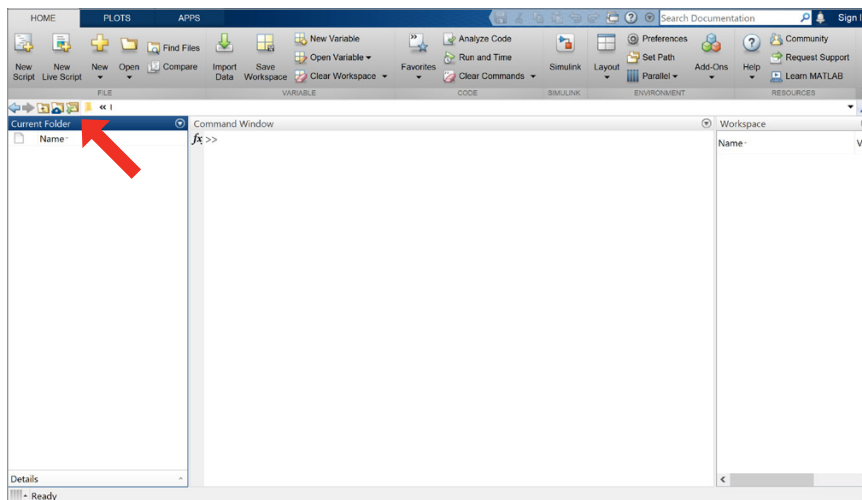 HOME PLOTS APPS Search Documentation Sign I
New Script New Live Script New Open Find Files Compare Import Data Save Workspace New Variable Open Variable Clear Workspace Favorites Analyze Code Run and Time Clear Commands Simulink Layout Preferences Set Path Parallel Add-Ons Help Community Request Support Learn MATLAB
FILE VARIABLE CODE SIMULINK ENVIRONMENT RESOURCES
«
Current Folder Command Window Workspace
Name fx >> Name V
Details
Ready